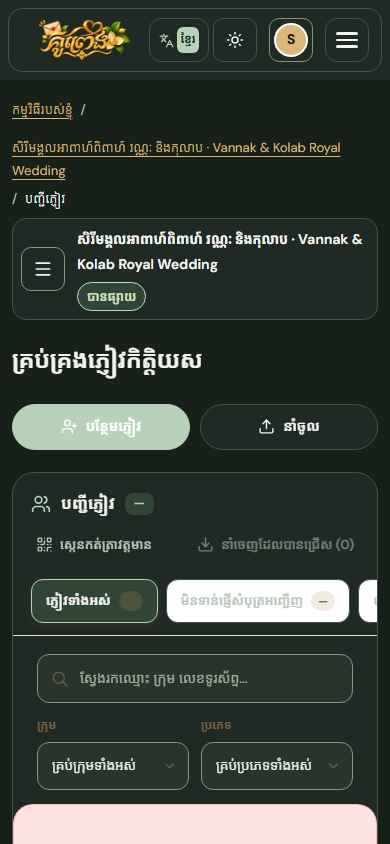 គូព្រេង
ខ្មែរ
S
កម្មវិធីរបស់ខ្ញុំ /
សិរីមង្គលអាពាហ៍ពិពាហ៍ វណ្ណៈ និងកុលាប · Vannak & Kolab Royal
Wedding
/ បញ្ជីភ្ញៀវ
សិរីមង្គលអាពាហ៍ពិពាហ៍ វណ្ណៈ និងកុលាប · Vannak &
Kolab Royal Wedding
បានផ្សាយ
គ្រប់គ្រងភ្ញៀវកិត្តិយស
បន្ថែមភ្ញៀវ
នាំចូល
បញ្ជីភ្ញៀវ —
ស្កេនកត់ត្រាវត្តមាន
នាំចេញដែលបានជ្រើស (0)
ភ្ញៀវទាំងអស់
មិនទាន់ផ្ញើសំបុត្រអញ្ជើញ —
ស្វែងរកឈ្មោះ ក្រុម លេខទូរស័ព្ទ...
ក្រុម
ប្រភេទ
គ្រប់ក្រុមទាំងអស់
គ្រប់ប្រភេទទាំងអស់